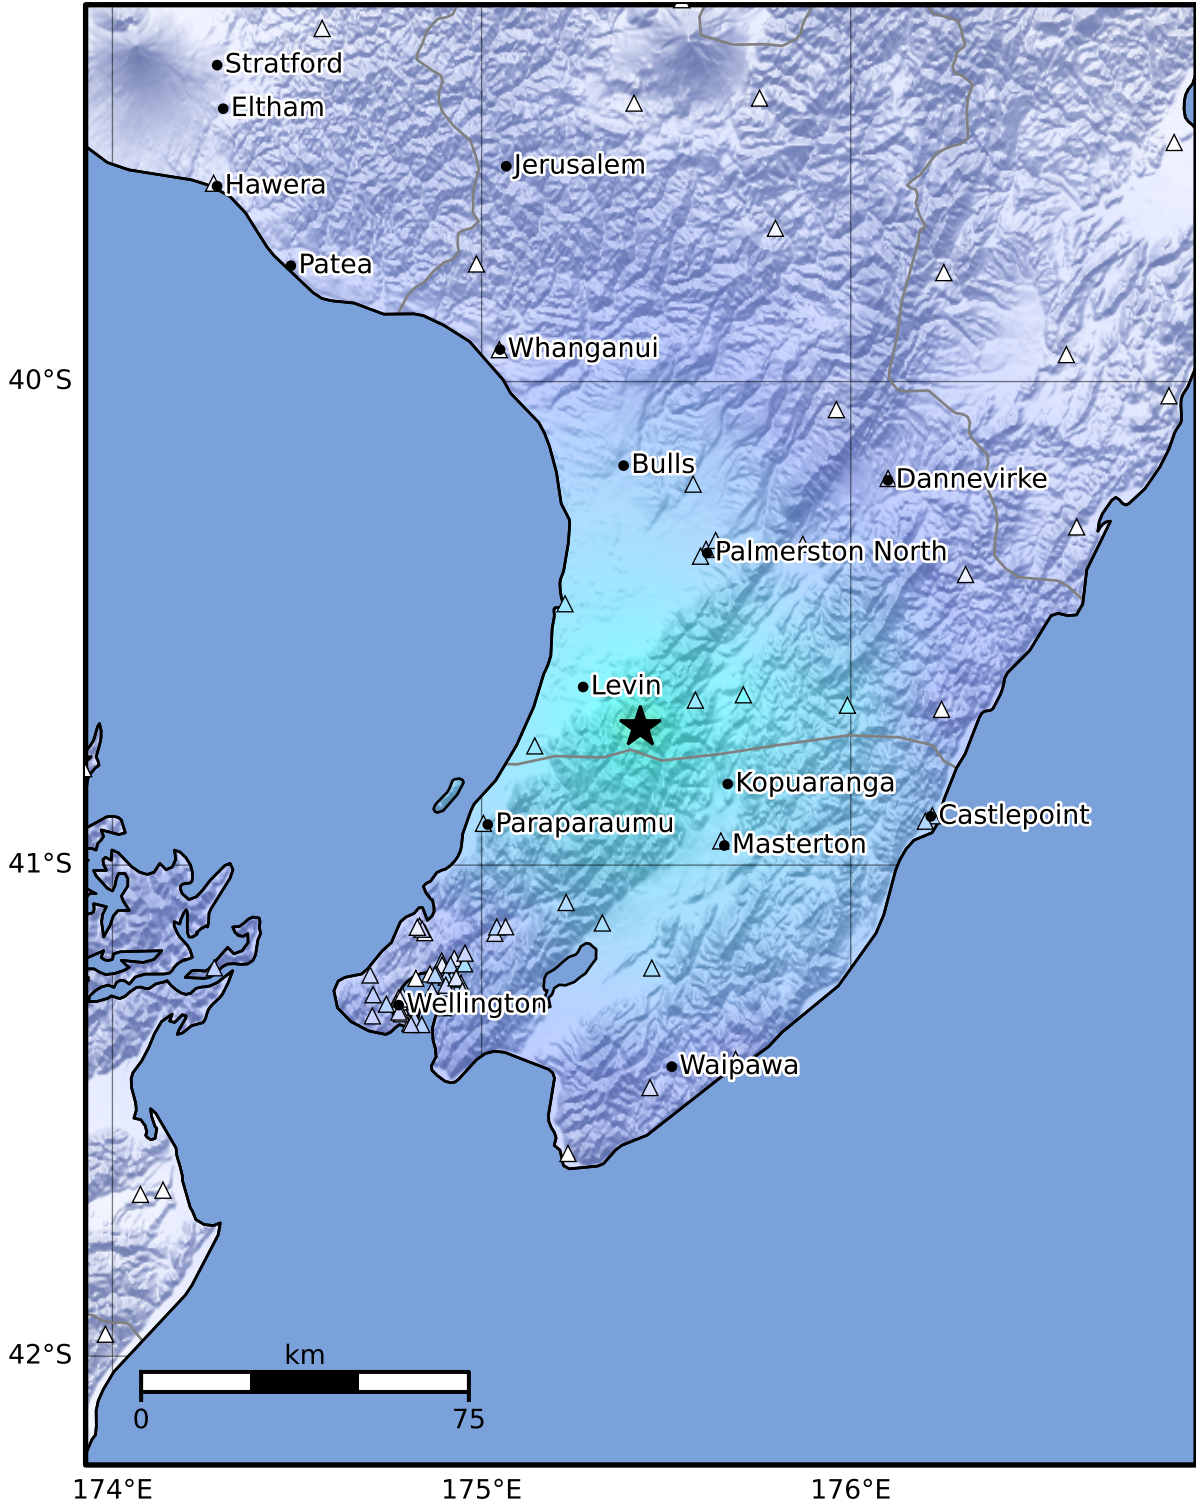 Stratford
Eltham
Jerusalem
Hawera
Patea
Whanganui
40°S
Bulls
Dannevirke
Palmerston North
Levin
Kopuaranga
Castlepoint
Paraparaumu
Masterton
41°S
Wellington
Waipawa
42°S
km
0 75
174°E 175°E 176°E